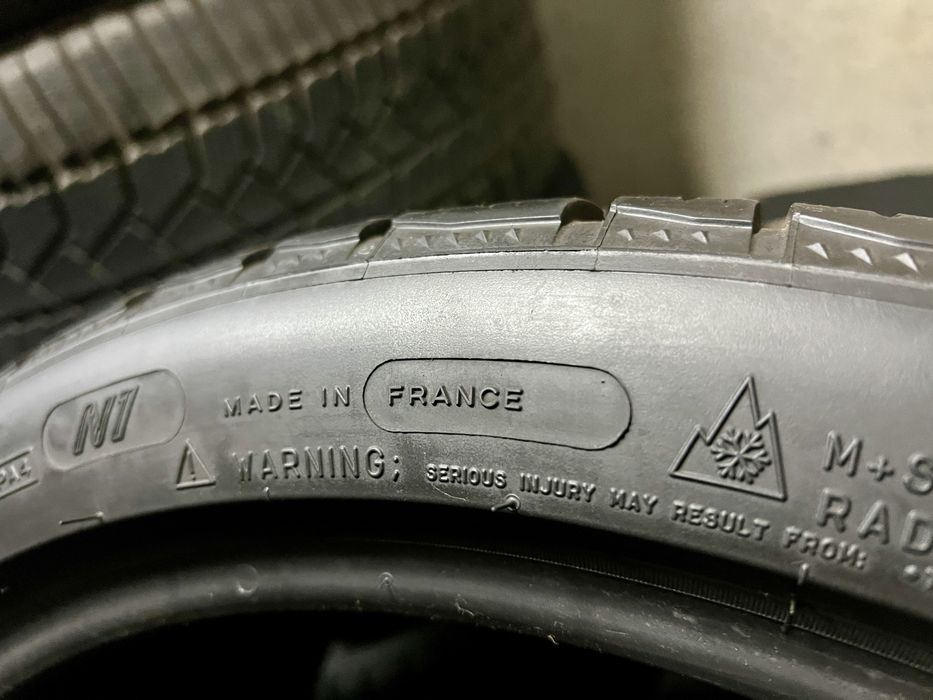 N1
MADE IN FRANCE
WARNING: SERIOUS INJURY MAY RESULT FROM:
M+S
RAD